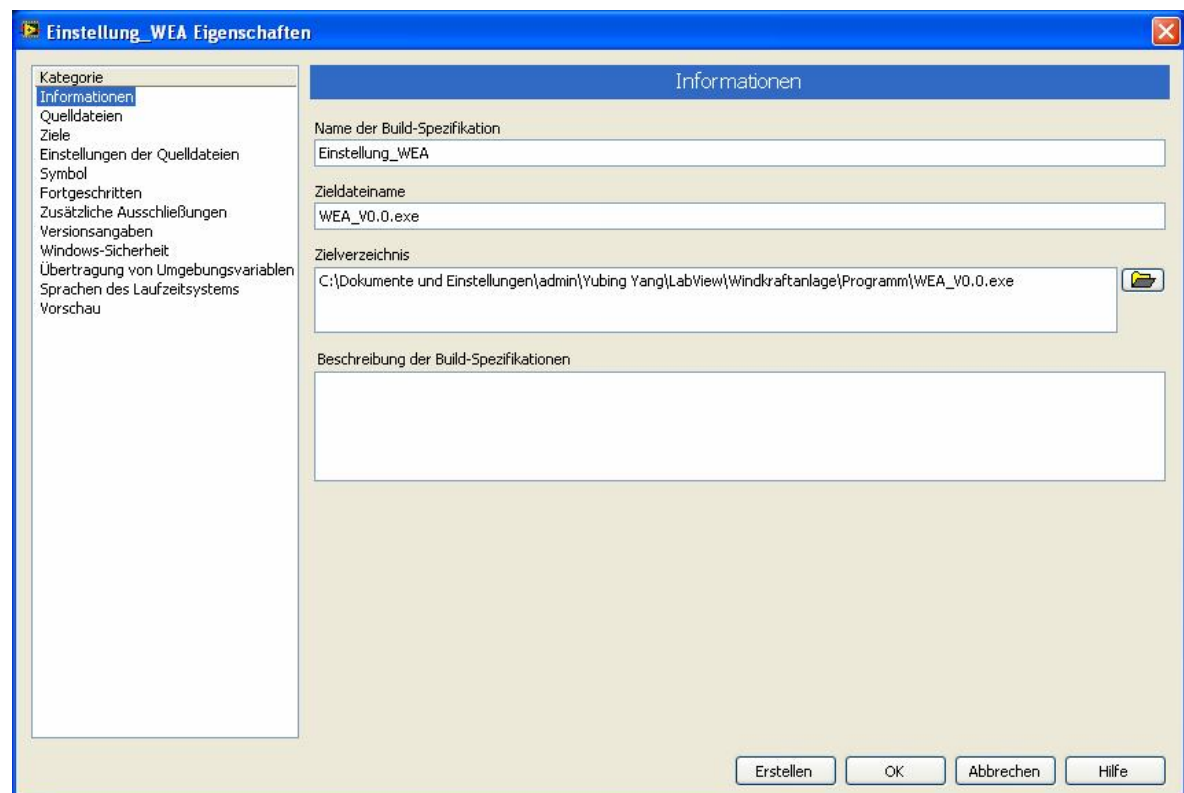 Einstellung_WEA Eigenschaften
Kategorie
Informationen
Quelldateien
Ziele
Einstellungen der Quelldateien
Symbol
Fortgeschritten
Zusätzliche Ausschließungen
Versionsangaben
Windows-Sicherheit
Übertragung von Umgebungsvariablen
Sprachen des Laufzeitsystems
Vorschau
Informationen
Name der Build-Spezifikation
Einstellung_WEA
Zieldateiname
WEA_V0.0.exe
Zielverzeichnis
C:\Dokumente und Einstellungen\admin\Yubing Yang\LabView\Windkraftanlage\Programm\WEA_V0.0.exe
Beschreibung der Build-Spezifikationen
Erstellen
OK
Abbrechen
Hilfe